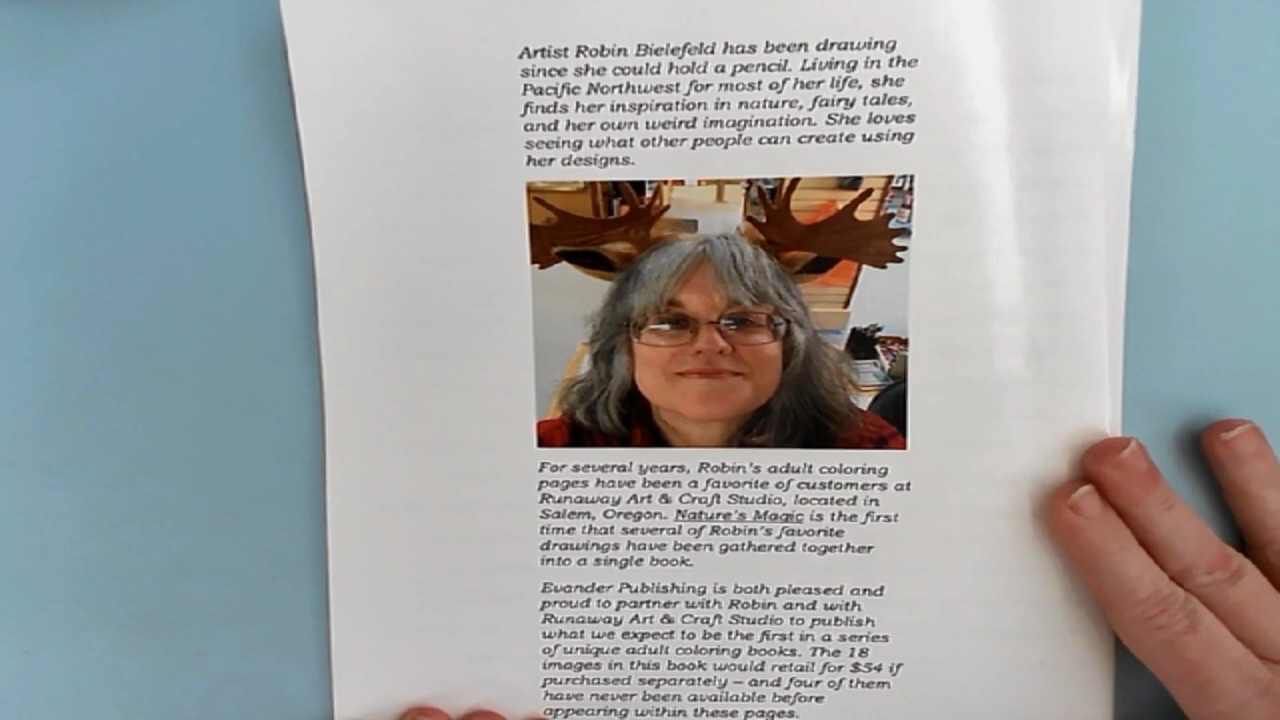 Artist Robin Bielefeld has been drawing
since she could hold a pencil. Living in the
Pacific Northwest for most of her life, she
finds her inspiration in nature, fairy tales,
and her own weird imagination. She loves
seeing what other people can create using
her designs.
For several years, Robin's adult coloring
pages have been a favorite of customers at
Runaway Art & Craft Studio, located in
Salem, Oregon. Nature's Magic is the first
time that several of Robin's favorite
drawings have been gathered together
into a single book.
Evander Publishing is both pleased and
proud to partner with Robin and with
Runaway Art & Craft Studio to publish
what we expect to be the first in a series
of unique adult coloring books. The 18
images in this book would retail for $54 if
purchased separately – and four of them
have never been available before
appearing within these pages.